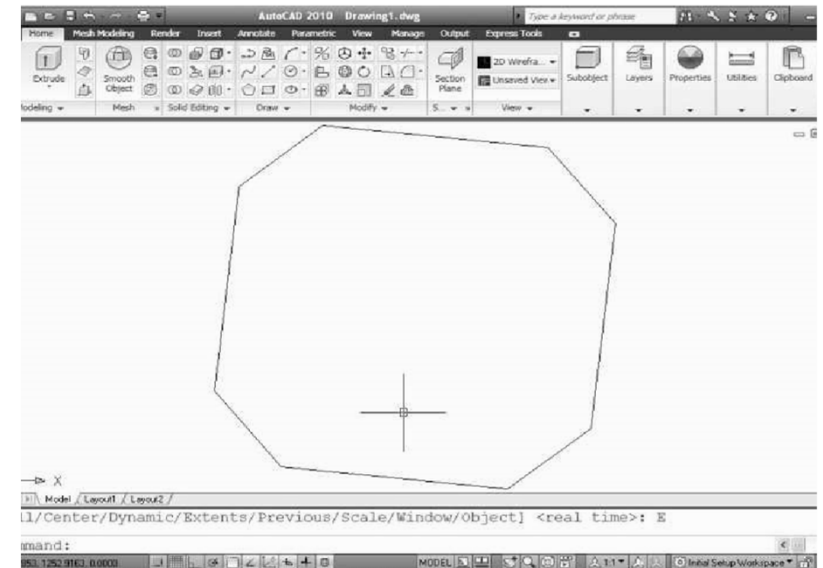 AutoCAD 2010 Drawing1.dwg Type a keyword or phrase
Home Mesh Modeling Render Insert Annotate Parametric View Manage Output Express Tools
Extrude Smooth Object Section Plane 2D Wirefra... Unsaved View Subobject Layers Properties Utilities Clipboard
odeling Mesh Solid Editing Draw Modify S... View
X
Model Layout1 Layout2
ll/Center/Dynamic/Extents/Previous/Scale/Window/Object] <real time>: E
mmand:
MODEL 1:1 Initial Setup Workspace